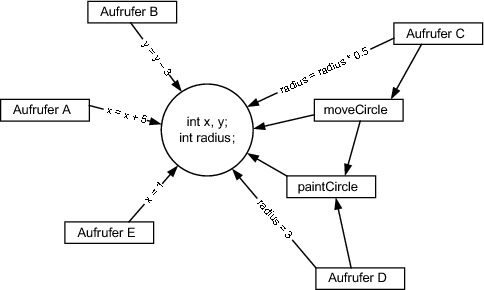 Aufrufer B
Aufrufer C
y = y - 3
radius = radius * 0.5
Aufrufer A
x = x + 5
int x, y;
int radius;
moveCircle
paintCircle
x = 1
radius = 3
Aufrufer E
Aufrufer D